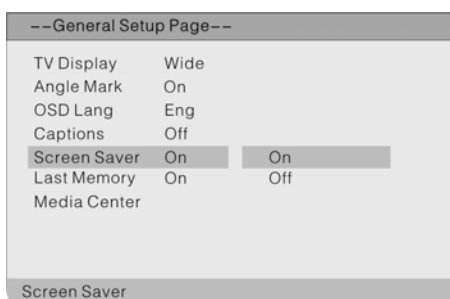 --General Setup Page--
TV Display Wide
Angle Mark On
OSD Lang Eng
Captions Off
Screen Saver On On
Last Memory On Off
Media Center
Screen Saver